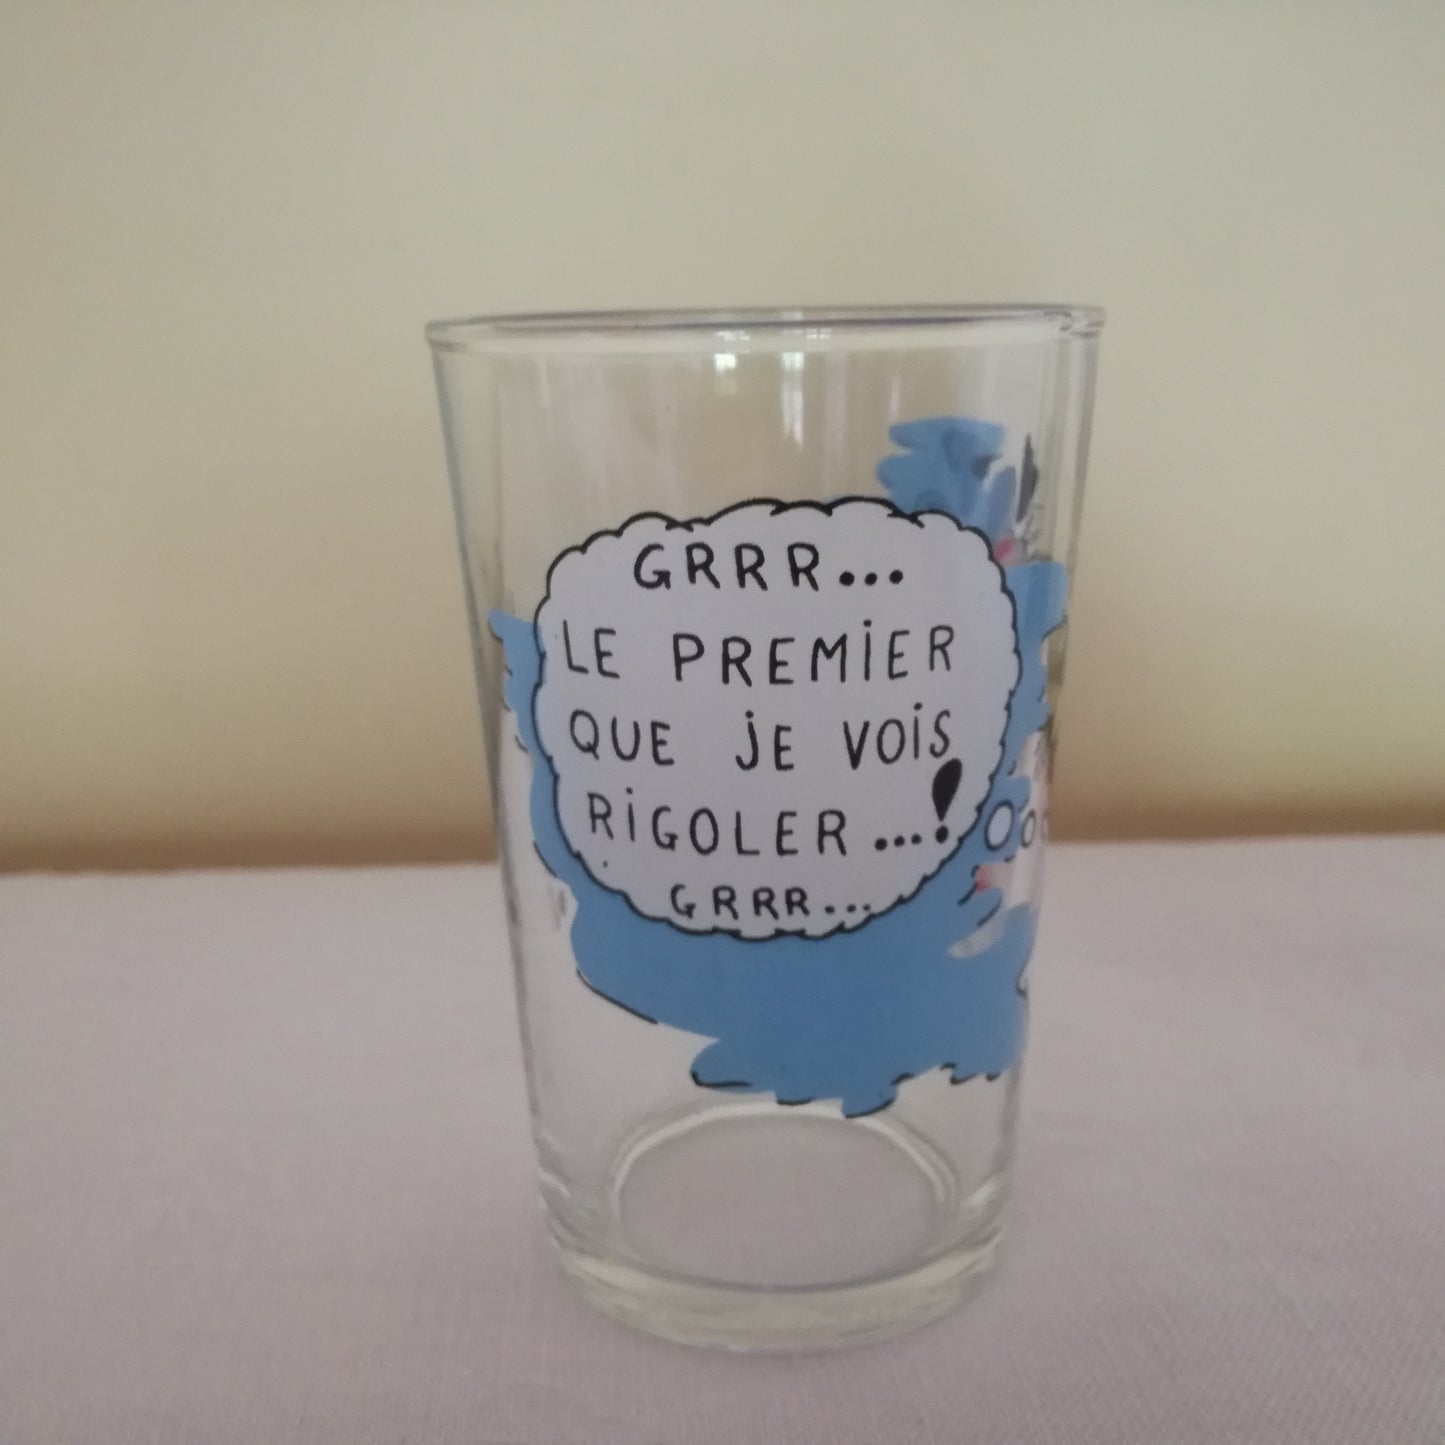 GRRR...
LE PREMiER
QUE jE VOiS
RiGOLER...!
GRRR...